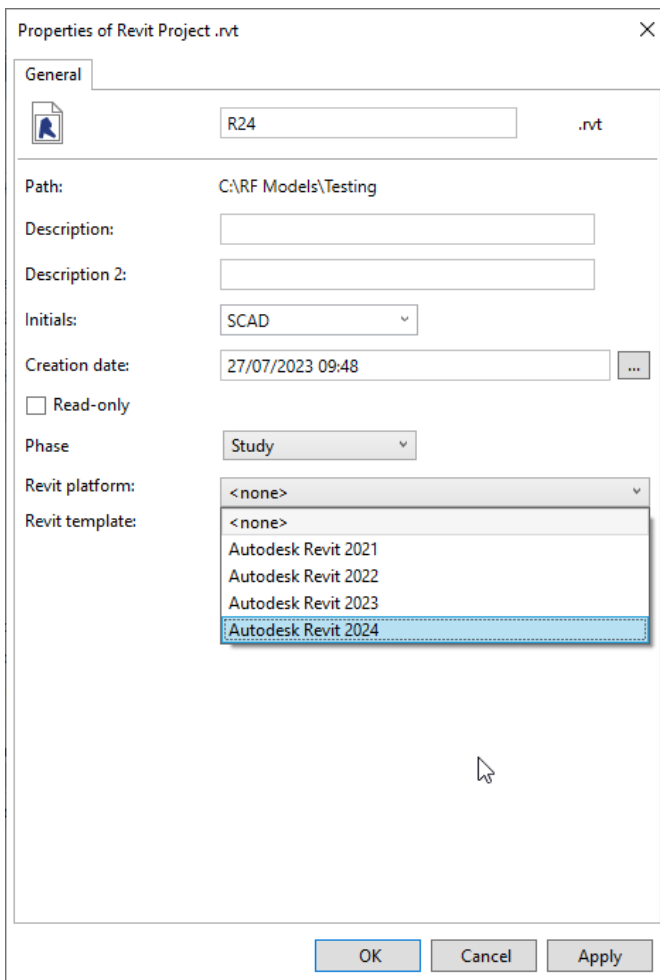 Properties of Revit Project .rvt
General
R24 .rvt
Path: C:\RF Models\Testing
Description:
Description 2:
Initials: SCAD
Creation date: 27/07/2023 09:48 ...
Read-only
Phase Study
Revit platform: <none>
Revit template: <none>
Autodesk Revit 2021
Autodesk Revit 2022
Autodesk Revit 2023
Autodesk Revit 2024
OK Cancel Apply